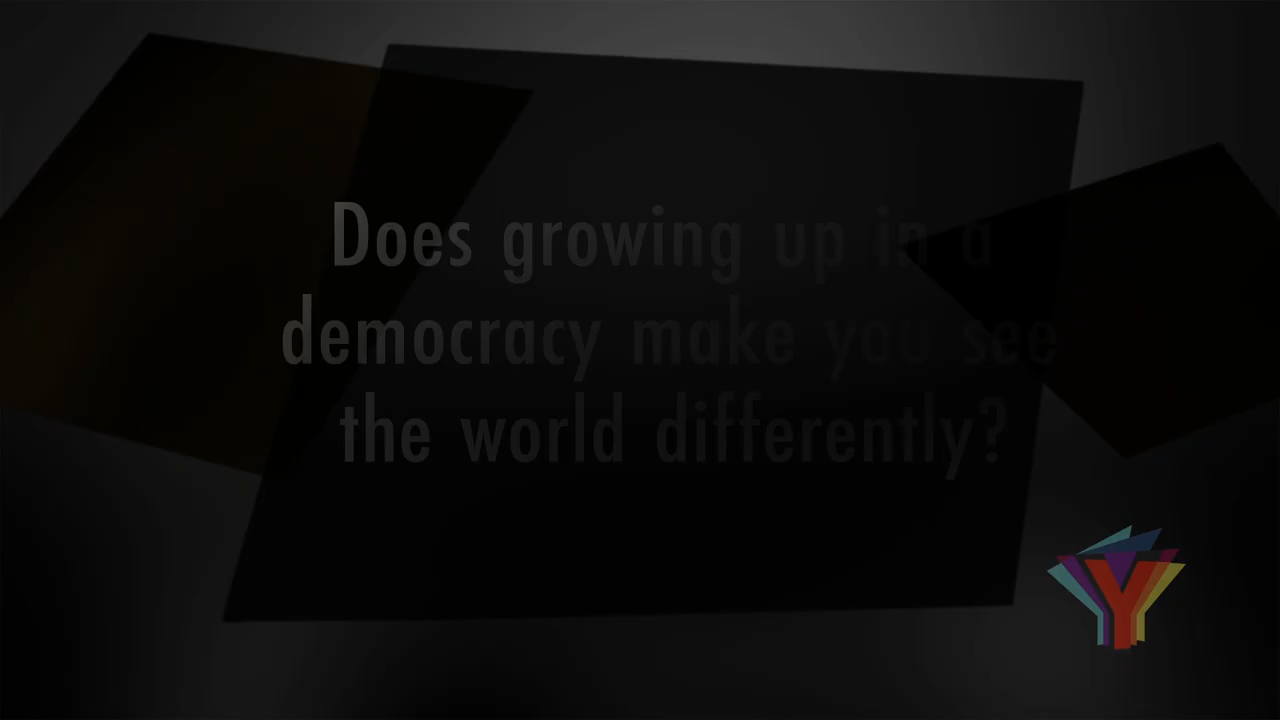 Does growing up in a
democracy make you see
the world differently?
Y